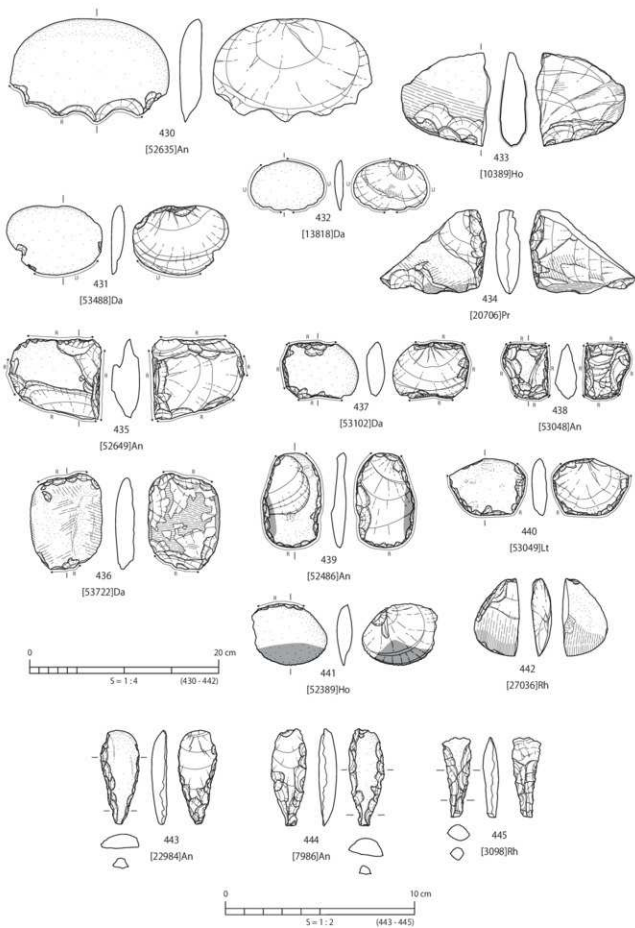 430
[52635]An
433
[10389]Ho
432
[13818]Da
431
[53488]Da
434
[20706]Pr
435
[52649]An
437
[53102]Da
438
[53048]An
436
[53722]Da
439
[52486]An
440
[53049]Lt
441
[52389]Ho
442
[27036]Rh
0 20 cm
S = 1 : 4 (430 - 442)
443
[22984]An
444
[7986]An
445
[3098]Rh
0 10 cm
S = 1 : 2 (443 - 445)